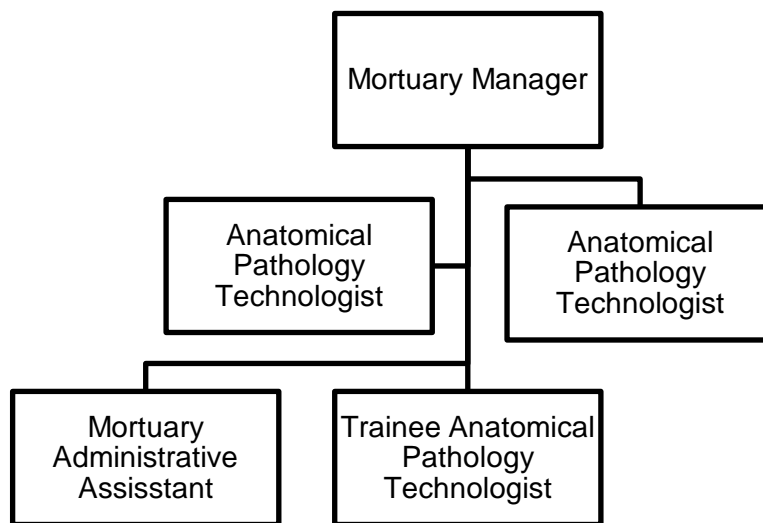 Mortuary Manager
Anatomical
Pathology
Technologist
Anatomical
Pathology
Technologist
Mortuary
Administrative
Assisstant
Trainee Anatomical
Pathology
Technologist